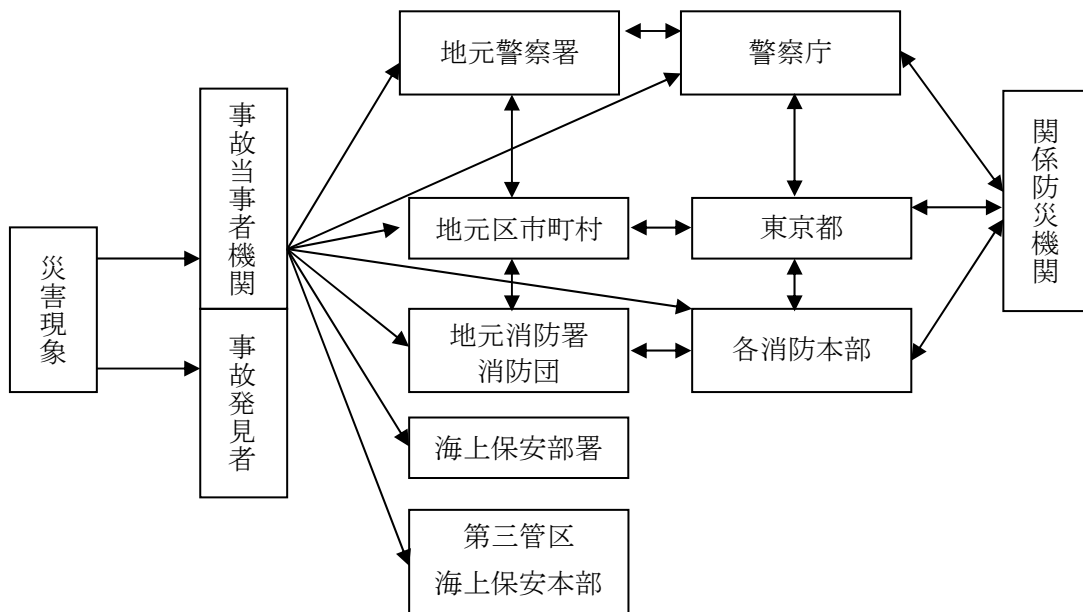 災害現象
事故当事者機関
事故発見者
地元警察署
警察庁
地元区市町村
東京都
地元消防署
消防団
各消防本部
海上保安部署
第三管区
海上保安本部
関係防災機関